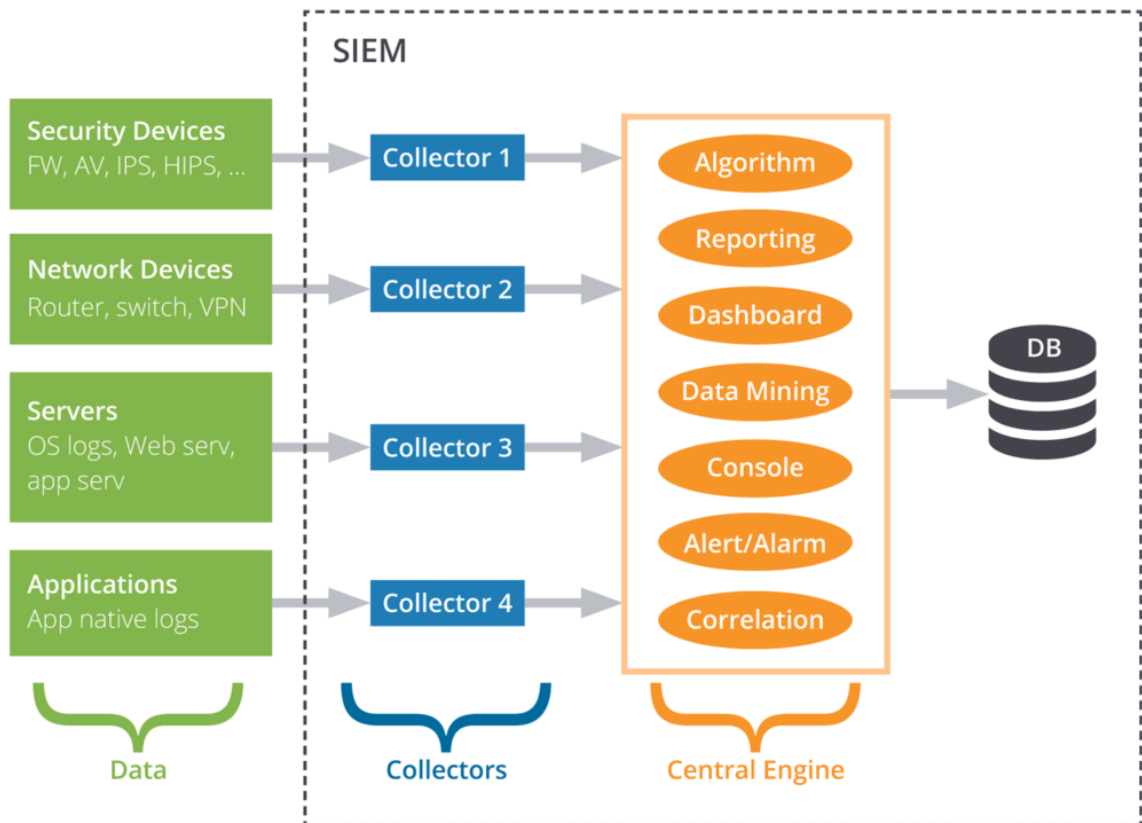 SIEM
Security Devices
FW, AV, IPS, HIPS, ...
Collector 1
Network Devices
Router, switch, VPN
Collector 2
Servers
OS logs, Web serv,
app serv
Collector 3
Applications
App native logs
Collector 4
Algorithm
Reporting
Dashboard
Data Mining
Console
Alert/Alarm
Correlation
DB
Data
Collectors
Central Engine